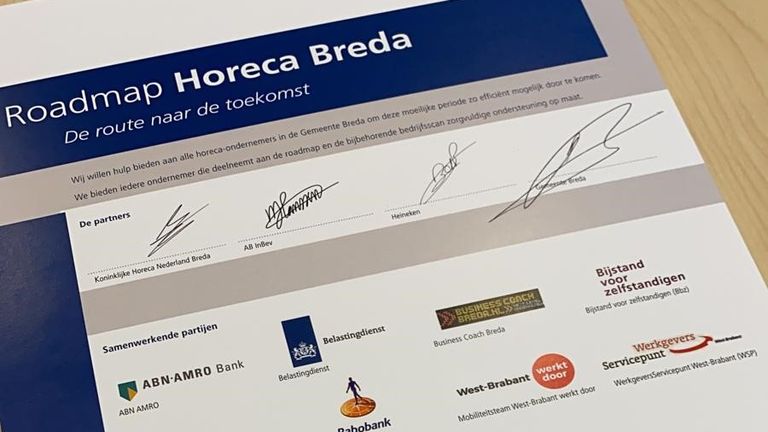 Roadmap Horeca Breda
De route naar de toekomst
Wij willen hulp bieden aan alle horeca-ondernemers in de Gemeente Breda om deze moeilijke periode zo efficiënt mogelijk door te komen.
We bieden iedere ondernemer die deelneemt aan de roadmap en de bijbehorende bedrijfsscan zorgvuldige ondersteuning op maat.
De partners
Koninklijke Horeca Nederland Breda
AB InBev
Heineken
Gemeente Breda
Samenwerkende partijen
ABN·AMRO Bank
ABN AMRO
Belastingdienst
Belastingdienst
Rabobank
BUSINESS COACH
BREDA.NL
Business Coach Breda
West-Brabant werkt
door
Mobiliteitsteam West-Brabant werkt door
Bijstand
voor
zelfstandigen
Bijstand voor zelfstandigen (Bbz)
Werkgevers
Servicepunt West-Brabant
WerkgeversServicepunt West-Brabant (WSP)